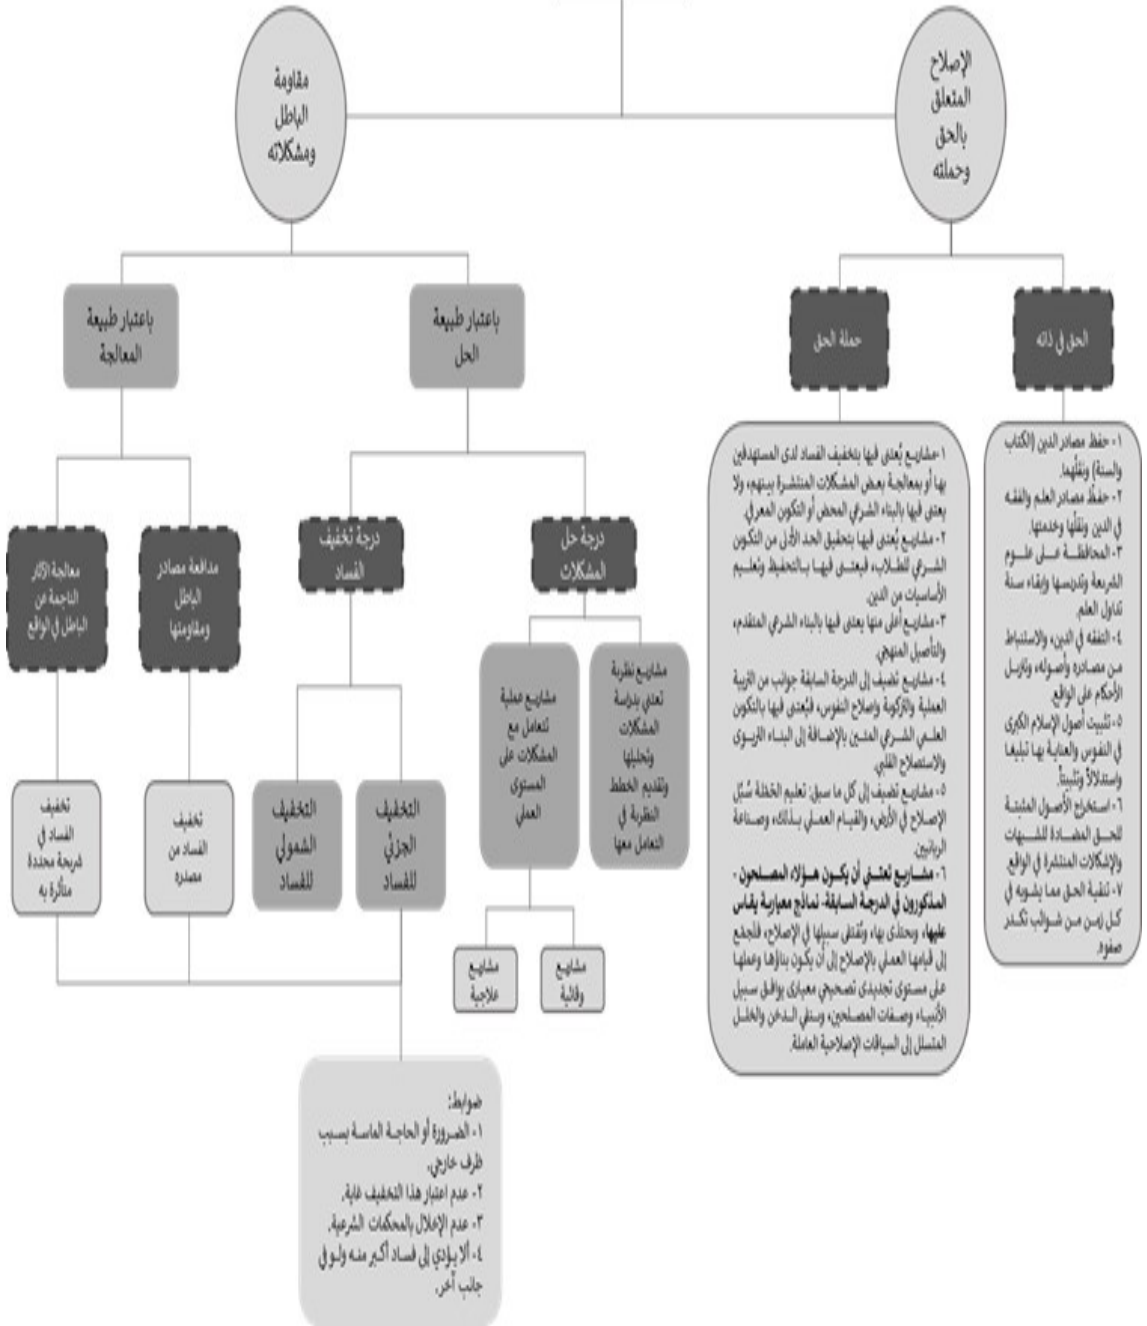 الإصلاح
المتعلق
بالحق
وحملته
مقاومة
الباطل
ومشكلاته
الحق في ذاته
حملة الحق
باعتبار طبيعة
الحل
باعتبار طبيعة
المعالجة
١- حفظ مصادر الدين (الكتاب
والسنة) ونقلهما.
٢- حفظ مصادر العلم والفقه
في الدين ونقلها وخدمتها.
٣- المحافظة على علوم
الشريعة وتدريسها وإبقاء سنة
تداول العلم.
٤- التفقه في الدين، والاستنباط
من مصادره وأصوله، وتنزيل
الأحكام على الواقع.
٥- تثبيت أصول الإسلام الكبرى
في النفوس والعناية بها تبليغا
واستدلالاً وتثبيتاً.
٦- استخراج الأصول المثبتة
للحق المضادة للشبهات
والإشكالات المنتشرة في الواقع.
٧- تنقية الحق مما يشوبه في
كل زمن من شوائب تكدر
صفوه.
١- مشاريع يُعتنى فيها بتخفيف الفساد لدى المستهدفين
بها أو بمعالجة بعض المشكلات المنتشرة بينهم، ولا
يعتنى فيها بالبناء الشرعي المحض أو التكوين المعرفي.
٢- مشاريع يُعتنى فيها بتحقيق الحد الأدنى من التكوين
الشرعي للطلاب، فيعتنى فيها بالتحفيظ وتعليم
الأساسيات من الدين.
٣- مشاريع أعلى منها يعتنى فيها بالبناء الشرعي المتقدم،
والتأصيل المنهجي.
٤- مشاريع تضيف إلى الدرجة السابقة جوانب من التربية
العملية والتزكوية وإصلاح النفوس، فيُعتنى فيها بالتكوين
العلمي الشرعي المتين بالإضافة إلى البناء التربوي
والاستصلاح القلبي.
٥- مشاريع تضيف إلى كل ما سبق: تعليم الحَمَلة سُبُل
الإصلاح في الأرض، والقيام العملي بذلك، وصناعة
الربانيين.
٦- مشاريع تعتني أن يكون هؤلاء المصلحون -
المذكورون في الدرجة السابقة- نماذج معيارية يقاس
عليها، ويحتذى بها، ويُقتفى سبيلها في الإصلاح، فتجمع
إلى قيامها العملي بالإصلاح إلى أن يكون بناؤها وعملها
على مستوى تجديدي تصحيحي معياري يوافق سبيل
الأنبياء وصفات المصلحين، وينفي الدخن والخلل
المتسلل إلى السياقات الإصلاحية العاملة.
درجة حل
المشكلات
درجة تخفيف
الفساد
مدافعة مصادر
الباطل
ومقاومتها
معالجة الآثار
الناجمة عن
الباطل في الواقع
مشاريع نظرية
تعتني بدراسة
المشكلات
وتحليلها
وتقديم الخطط
النظرية في
التعامل معها
مشاريع عملية
تتعامل مع
المشكلات على
المستوى
العملي
التخفيف
الجزئي
للفساد
التخفيف
الشمولي
للفساد
تخفيف
الفساد من
مصدره
تخفيف
الفساد في
شريحة محددة
متأثرة به
مشاريع
وقائية
مشاريع
علاجية
ضوابط:
١- الضرورة أو الحاجة الماسة بسبب
ظرف خارجي.
٢- عدم اعتبار هذا التخفيف غاية.
٣- عدم الإخلال بالمحكمات الشرعية.
٤- ألا يؤدي إلى فساد أكبر منه ولو في
جانب آخر.